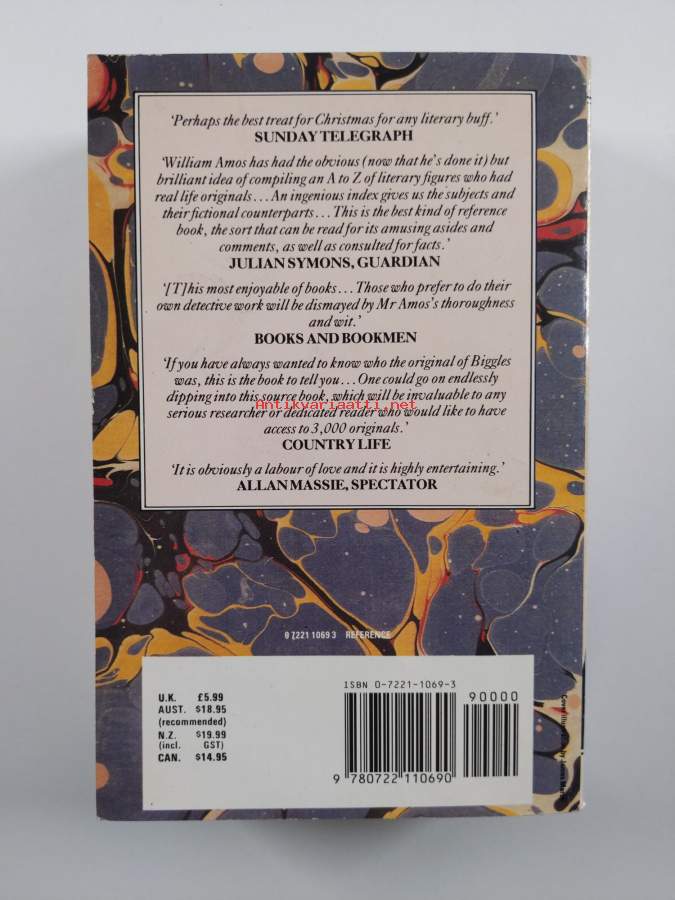 ‘Perhaps the best treat for Christmas for any literary buff.’
SUNDAY TELEGRAPH
‘William Amos has had the obvious (now that he’s done it) but
brilliant idea of compiling an A to Z of literary figures who had
real life originals... An ingenious index gives us the subjects and
their fictional counterparts... This is the best kind of reference
book, the sort that can be read for its amusing asides and
comments, as well as consulted for facts.’
JULIAN SYMONS, GUARDIAN
‘[T]his most enjoyable of books... Those who prefer to do their
own detective work will be dismayed by Mr Amos’s thoroughness
and wit.’
BOOKS AND BOOKMEN
‘If you have always wanted to know who the original of Biggles
was, this is the book to tell you... One could go on endlessly
dipping into this source book, which will be invaluable to any
Antikvariaatti.net
serious researcher or dedicated reader who would like to have
access to 3,000 originals.’
COUNTRY LIFE
‘It is obviously a labour of love and it is highly entertaining.’
ALLAN MASSIE, SPECTATOR
0 7221 1069 3 REFERENCE
ISBN 0-7221-1069-3
90000
U.K. £5.99
AUST. $18.95
(recommended)
N.Z. $19.99
(incl. GST)
CAN. $14.95
9 780722 110690
Cover illustration by James